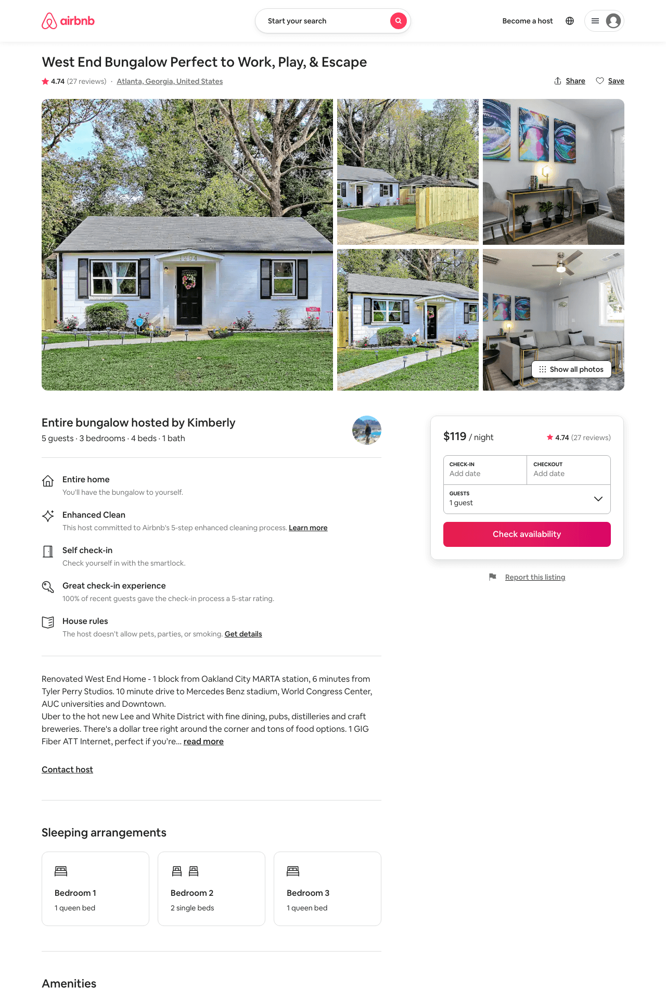 airbnb
Start your search
Become a host
West End Bungalow Perfect to Work, Play, & Escape
4.74 (27 reviews) · Atlanta, Georgia, United States
Share
Save
1294
1294
Show all photos
Entire bungalow hosted by Kimberly
5 guests · 3 bedrooms · 4 beds · 1 bath
Entire home
You’ll have the bungalow to yourself.
Enhanced Clean
This host committed to Airbnb's 5-step enhanced cleaning process. Learn more
Self check-in
Check yourself in with the smartlock.
Great check-in experience
100% of recent guests gave the check-in process a 5-star rating.
House rules
The host doesn’t allow pets, parties, or smoking. Get details
$119 / night
4.74 (27 reviews)
CHECK-IN
Add date
CHECKOUT
Add date
GUESTS
1 guest
Check availability
Report this listing
Renovated West End Home - 1 block from Oakland City MARTA station, 6 minutes from
Tyler Perry Studios. 10 minute drive to Mercedes Benz stadium, World Congress Center,
AUC universities and Downtown.
Uber to the hot new Lee and White District with fine dining, pubs, distilleries and craft
breweries. There's a dollar tree right around the corner and tons of food options. 1 GIG
Fiber ATT Internet, perfect if you’re... read more
Contact host
Sleeping arrangements
Bedroom 1
1 queen bed
Bedroom 2
2 single beds
Bedroom 3
1 queen bed
Amenities